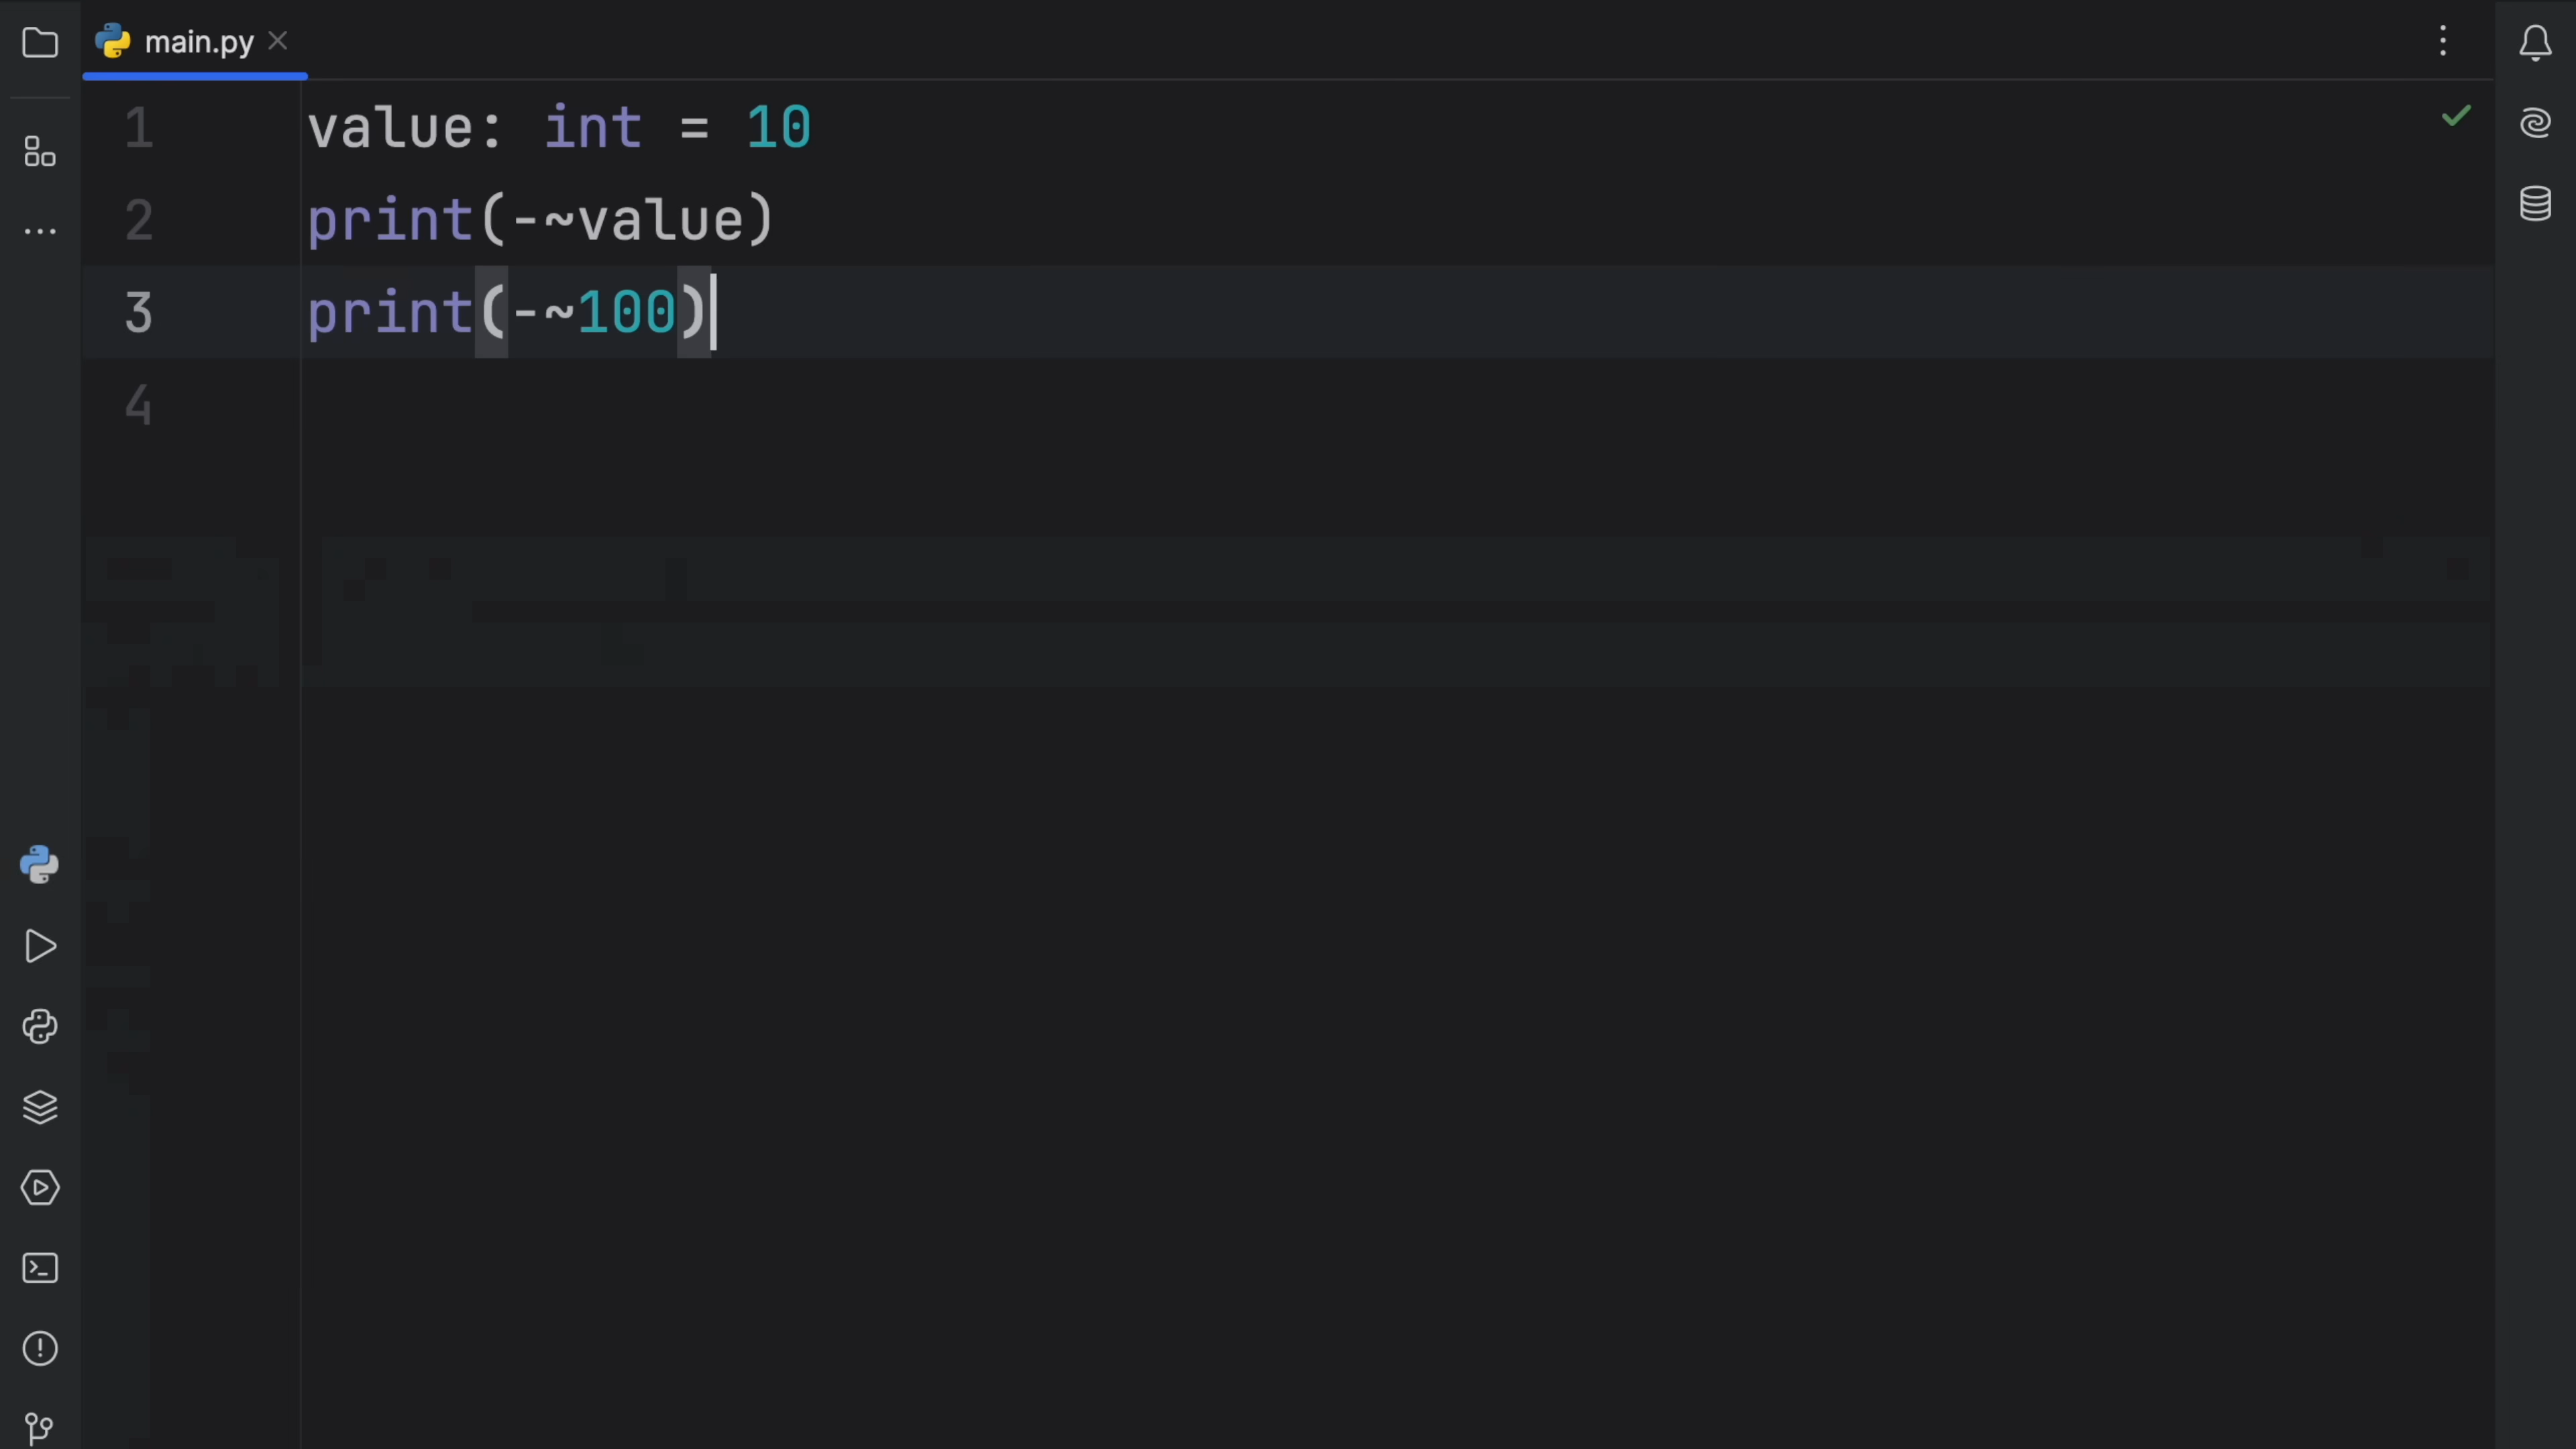 main.py
1 value: int = 10
2 print(-~value)
3 print(-~100)
4